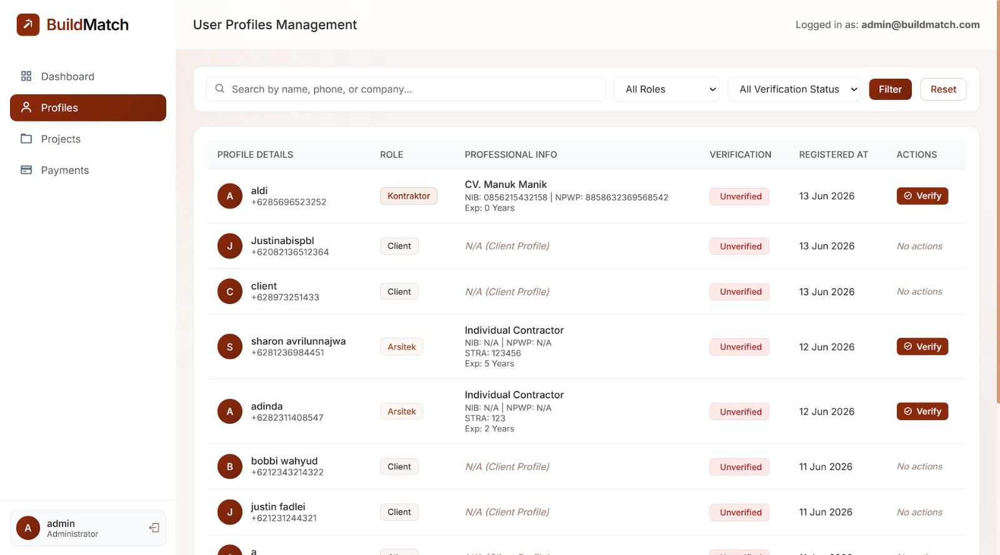 BuildMatch
User Profiles Management
Logged in as: admin@buildmatch.com
Dashboard
Profiles
Projects
Payments
Search by name, phone, or company...
All Roles
All Verification Status
Filter
Reset
PROFILE DETAILS ROLE PROFESSIONAL INFO VERIFICATION REGISTERED AT ACTIONS
A
aldi
+6285696523252
Kontraktor
CV. Manuk Manik
NIB: 0856215432158 | NPWP: 8858632369568542
Exp: 0 Years
Unverified
13 Jun 2026
Verify
J
Justinabispbl
+62082136512364
Client
N/A (Client Profile)
Unverified
13 Jun 2026
No actions
C
client
+628973251433
Client
N/A (Client Profile)
Unverified
13 Jun 2026
No actions
S
sharon avrilunnajwa
+6281236984451
Arsitek
Individual Contractor
NIB: N/A | NPWP: N/A
STRA: 123456
Exp: 5 Years
Unverified
12 Jun 2026
Verify
A
adinda
+6282311408547
Arsitek
Individual Contractor
NIB: N/A | NPWP: N/A
STRA: 123
Exp: 2 Years
Unverified
12 Jun 2026
Verify
B
bobbi wahyud
+6212343214322
Client
N/A (Client Profile)
Unverified
11 Jun 2026
No actions
J
justin fadlei
+621231244321
Client
N/A (Client Profile)
Unverified
11 Jun 2026
No actions
a
A
admin
Administrator